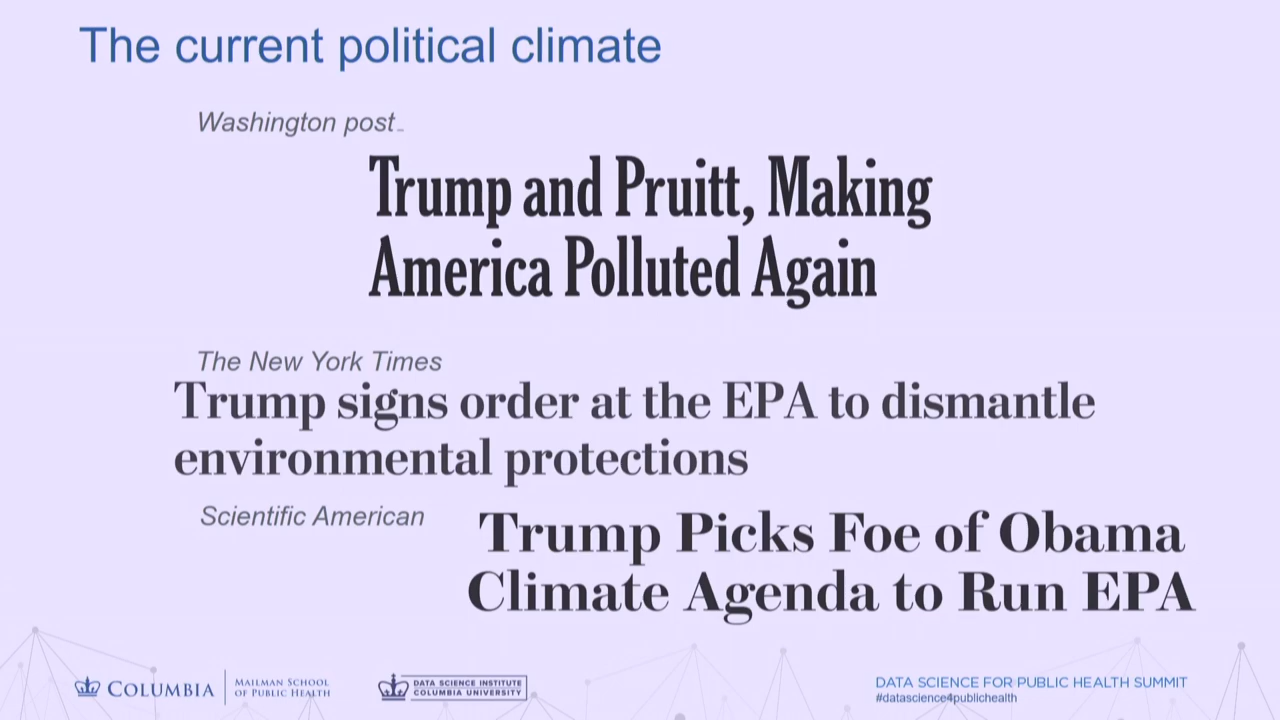 The current political climate
Washington post
Trump and Pruitt, Making
America Polluted Again
The New York Times
Trump signs order at the EPA to dismantle
environmental protections
Scientific American
Trump Picks Foe of Obama
Climate Agenda to Run EPA
COLUMBIA
MAILMAN SCHOOL
OF PUBLIC HEALTH
DATA SCIENCE INSTITUTE
COLUMBIA UNIVERSITY
DATA SCIENCE FOR PUBLIC HEALTH SUMMIT
#datascience4publichealth